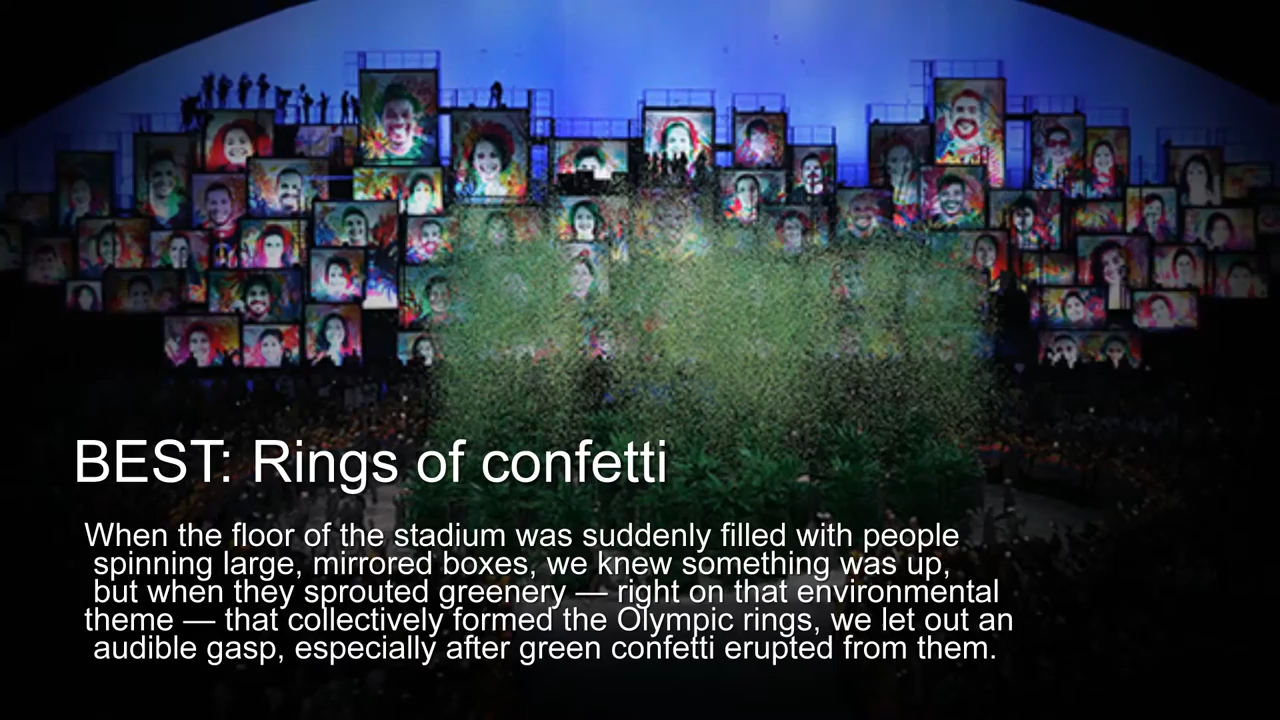 BEST: Rings of confetti
When the floor of the stadium was suddenly filled with people
spinning large, mirrored boxes, we knew something was up,
but when they sprouted greenery — right on that environmental
theme — that collectively formed the Olympic rings, we let out an
audible gasp, especially after green confetti erupted from them.